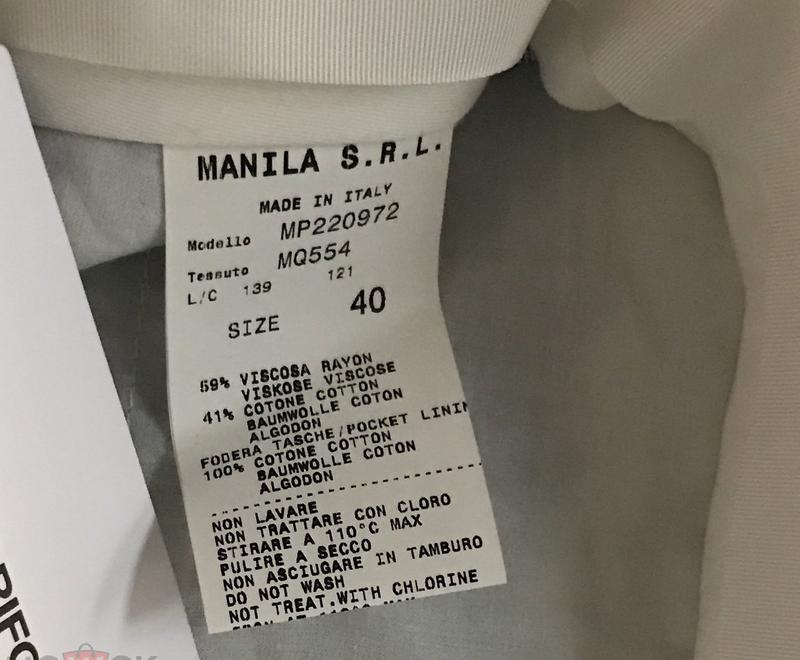 MANILA S.R.L.
MADE IN ITALY
Modello MP220972
Tessuto MQ554
L/C 139 121
SIZE 40
59% VISCOSA RAYON
VISKOSE VISCOSE
41% COTONE COTTON
BAUMWOLLE COTON
ALGODON
FODERA TASCHE/POCKET LININ
100% COTONE COTTON
BAUMWOLLE COTON
ALGODON
NON LAVARE
NON TRATTARE CON CLORO
STIRARE A 110°C MAX
PULIRE A SECCO
NON ASCIUGARE IN TAMBURO
DO NOT WASH
NOT TREAT.WITH CHLORINE